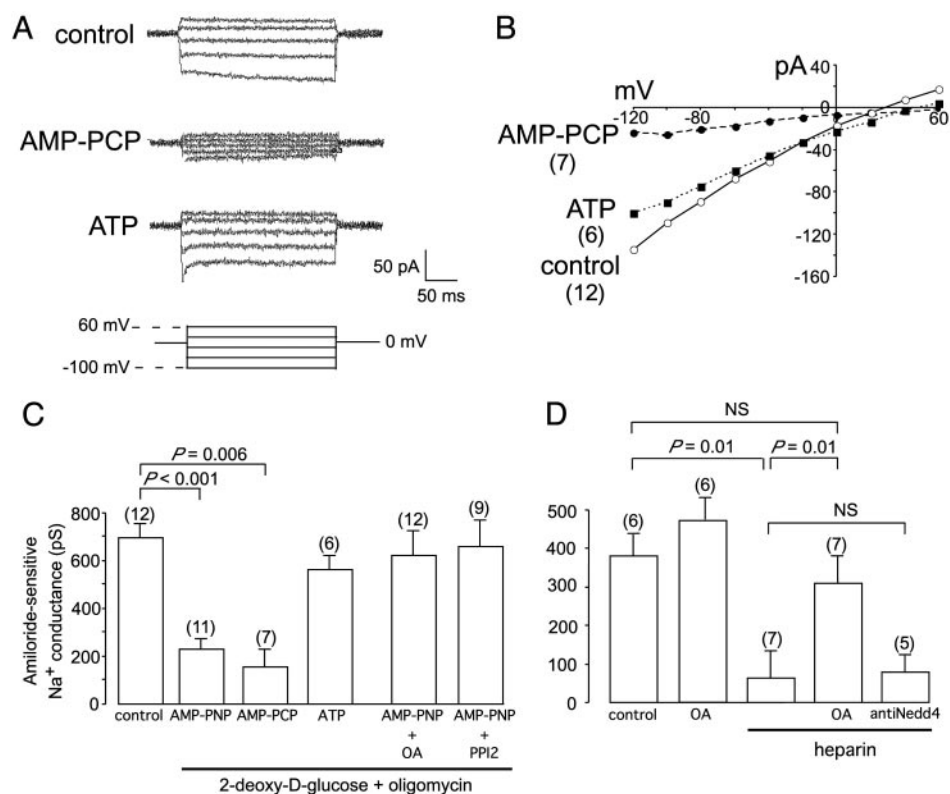 A
control
AMP-PCP
ATP
50 pA
50 ms
60 mV
0 mV
-100 mV
B
pA
mV
40
-120
-80
0
60
AMP-PCP
(7)
-40
ATP
(6)
-80
control
(12)
-120
-160
C
P = 0.006
P < 0.001
Amiloride-sensitive
Na+ conductance (pS)
800
600
400
200
0
(12)
(11)
(7)
(6)
(12)
(9)
control
AMP-PNP
AMP-PCP
ATP
AMP-PNP
+
OA
AMP-PNP
+
PPI2
2-deoxy-D-glucose + oligomycin
D
NS
P = 0.01
P = 0.01
NS
500
400
300
200
100
0
(6)
(6)
(7)
(7)
(5)
control
OA
OA
antiNedd4
heparin